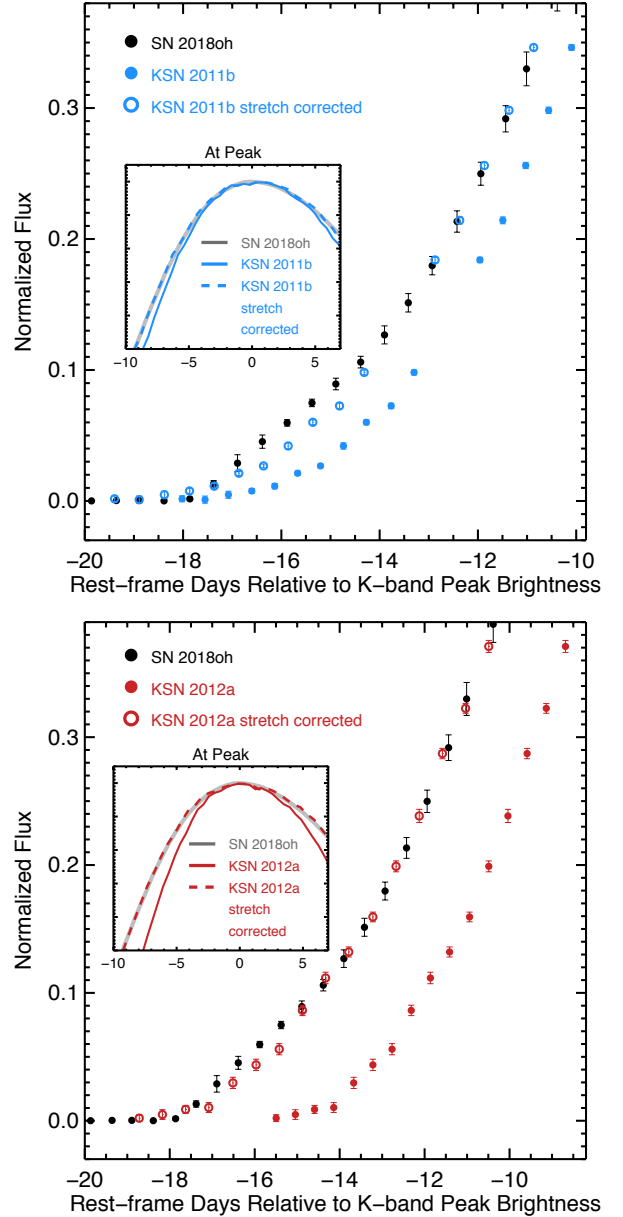 SN 2018oh
KSN 2011b
KSN 2011b stretch corrected
At Peak
SN 2018oh
KSN 2011b
KSN 2011b
stretch
corrected
−10 −5 0 5
0.3
0.2
0.1
0.0
Normalized Flux
−20 −18 −16 −14 −12 −10
Rest−frame Days Relative to K−band Peak Brightness
SN 2018oh
KSN 2012a
KSN 2012a stretch corrected
At Peak
SN 2018oh
KSN 2012a
KSN 2012a
stretch
corrected
−10 −5 0 5
0.3
0.2
0.1
0.0
Normalized Flux
−20 −18 −16 −14 −12 −10
Rest−frame Days Relative to K−band Peak Brightness